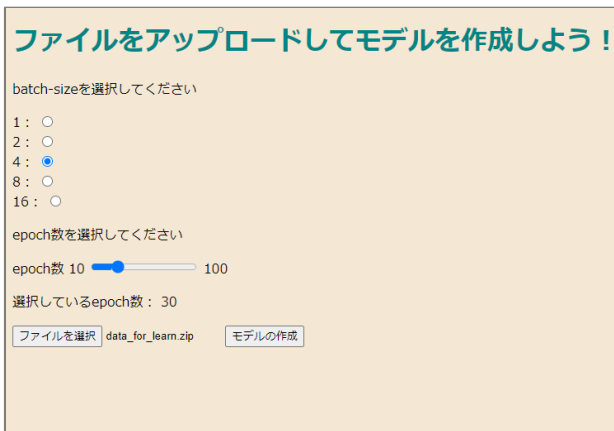 ファイルをアップロードしてモデルを作成しよう！
batch-sizeを選択してください
1：
2：
4：
8：
16：
epoch数を選択してください
epoch数 10 100
選択しているepoch数： 30
ファイルを選択 data_for_learn.zip モデルの作成